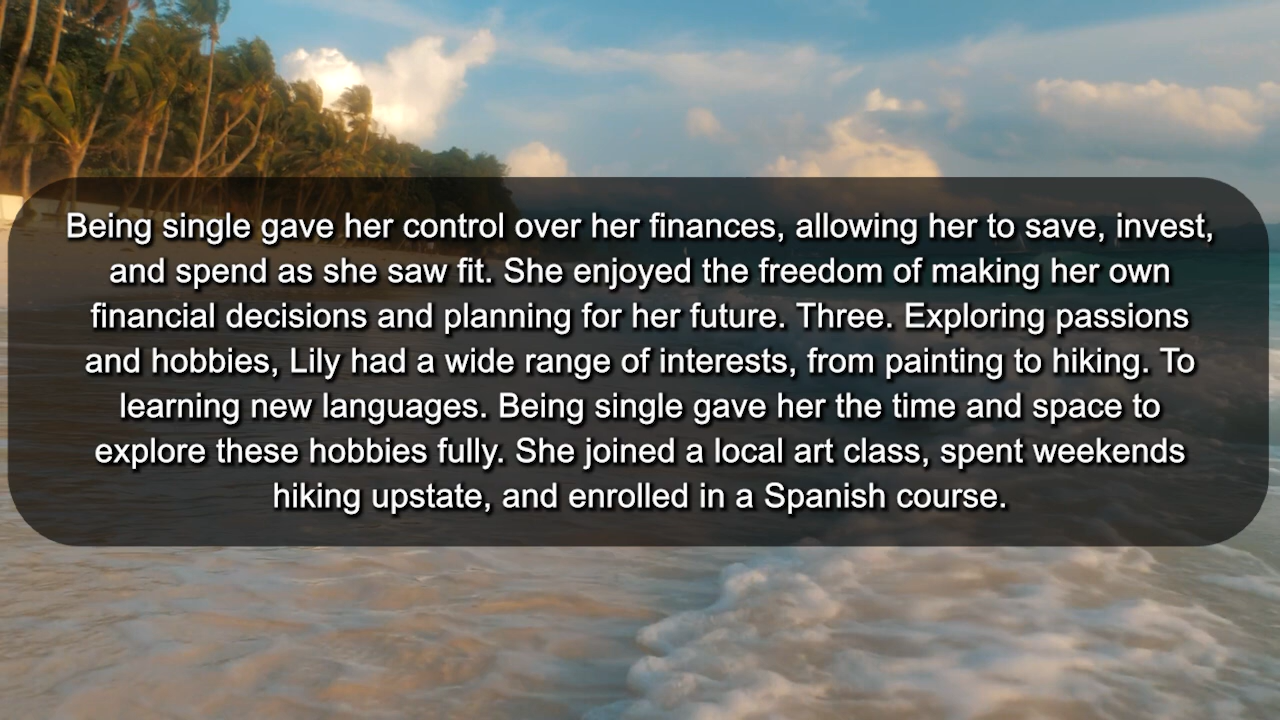 Being single gave her control over her finances, allowing her to save, invest,
and spend as she saw fit. She enjoyed the freedom of making her own
financial decisions and planning for her future. Three. Exploring passions
and hobbies, Lily had a wide range of interests, from painting to hiking. To
learning new languages. Being single gave her the time and space to
explore these hobbies fully. She joined a local art class, spent weekends
hiking upstate, and enrolled in a Spanish course.